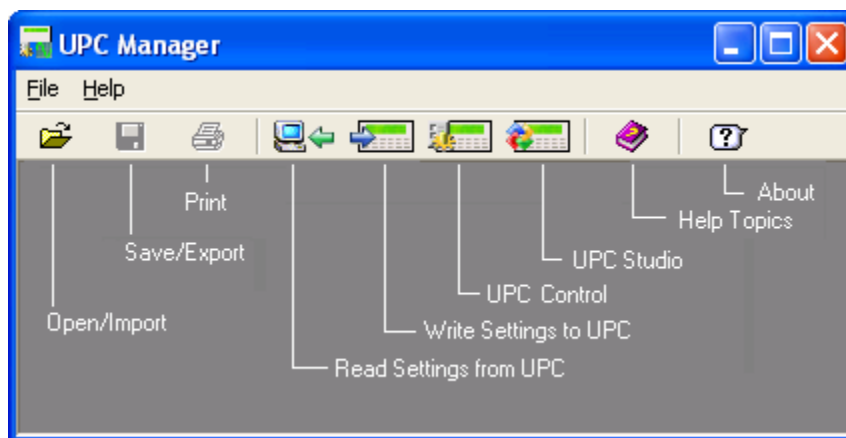 UPC Manager
File Help
Print
About
Help Topics
Save/Export
UPC Studio
UPC Control
Open/Import
Write Settings to UPC
Read Settings from UPC